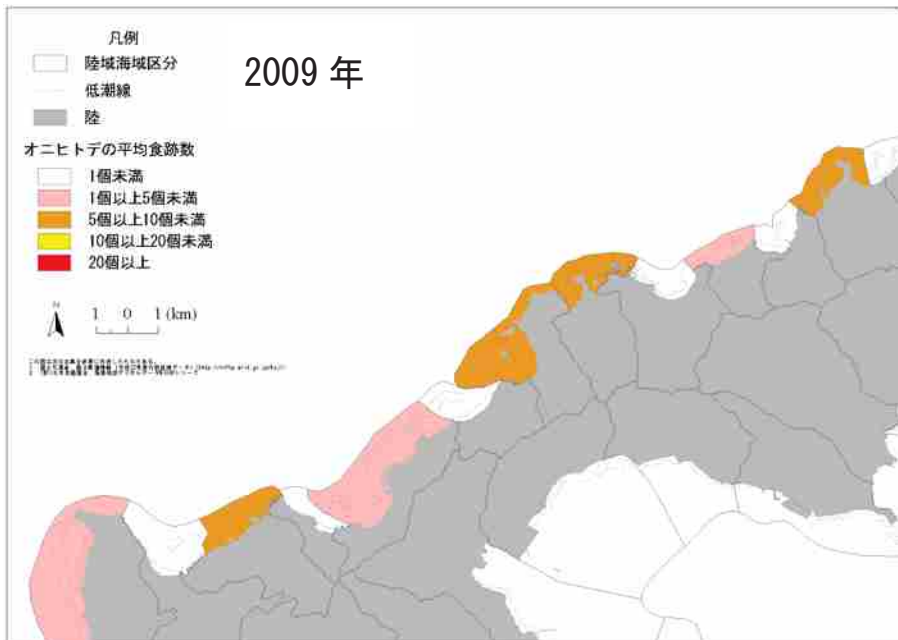 凡例
陸域海域区分
低潮線
陸
2009 年
オニヒトデの平均食跡数
1個未満
1個以上5個未満
5個以上10個未満
10個以上20個未満
20個以上
N
1 0 1 (km)